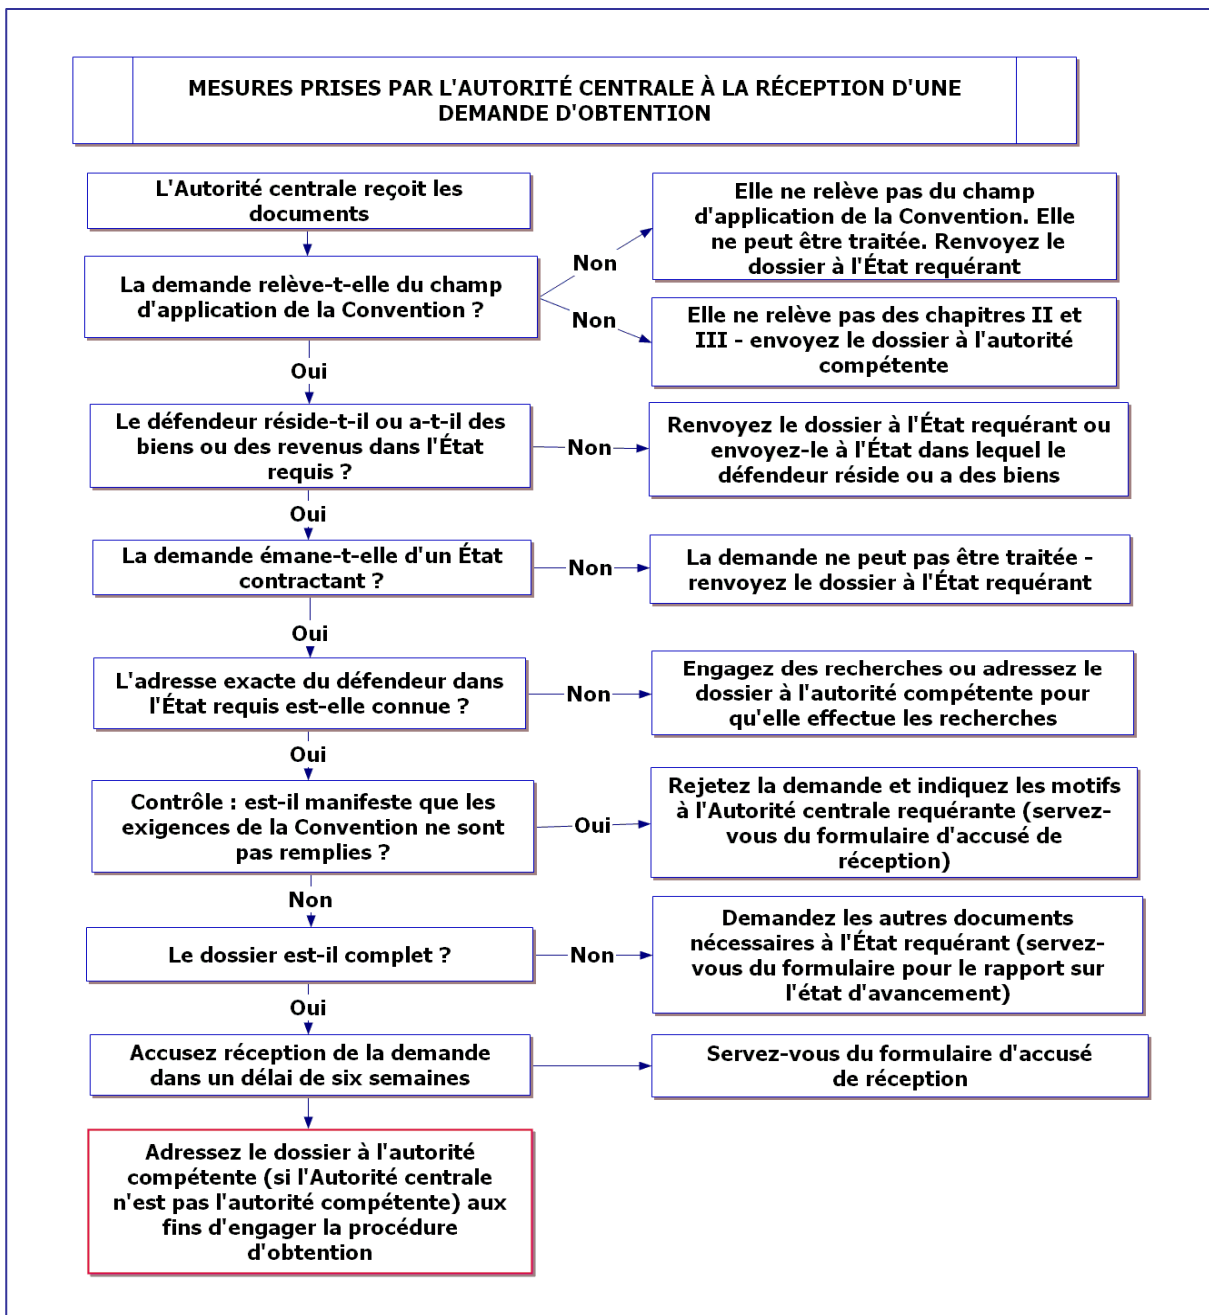 MESURES PRISES PAR L'AUTORITÉ CENTRALE À LA RÉCEPTION D'UNE
DEMANDE D'OBTENTION
L'Autorité centrale reçoit les
documents
Elle ne relève pas du champ
d'application de la Convention. Elle
ne peut être traitée. Renvoyez le
dossier à l'État requérant
Non
La demande relève-t-elle du champ
d'application de la Convention ?
Non
Elle ne relève pas des chapitres II et
III - envoyez le dossier à l'autorité
compétente
Oui
Le défendeur réside-t-il ou a-t-il des
biens ou des revenus dans l'État
requis ?
Non
Renvoyez le dossier à l'État requérant ou
envoyez-le à l'État dans lequel le
défendeur réside ou a des biens
Oui
La demande émane-t-elle d'un État
contractant ?
Non
La demande ne peut pas être traitée -
renvoyez le dossier à l'État requérant
Oui
L'adresse exacte du défendeur dans
l'État requis est-elle connue ?
Non
Engagez des recherches ou adressez le
dossier à l'autorité compétente pour
qu'elle effectue les recherches
Oui
Contrôle : est-il manifeste que les
exigences de la Convention ne sont
pas remplies ?
Oui
Rejetez la demande et indiquez les motifs
à l'Autorité centrale requérante (servez-
vous du formulaire d'accusé de
réception)
Non
Le dossier est-il complet ?
Non
Demandez les autres documents
nécessaires à l'État requérant (servez-
vous du formulaire pour le rapport sur
l'état d'avancement)
Oui
Accusez réception de la demande
dans un délai de six semaines
Servez-vous du formulaire d'accusé
de réception
Adressez le dossier à l'autorité
compétente (si l'Autorité centrale
n'est pas l'autorité compétente) aux
fins d'engager la procédure
d'obtention